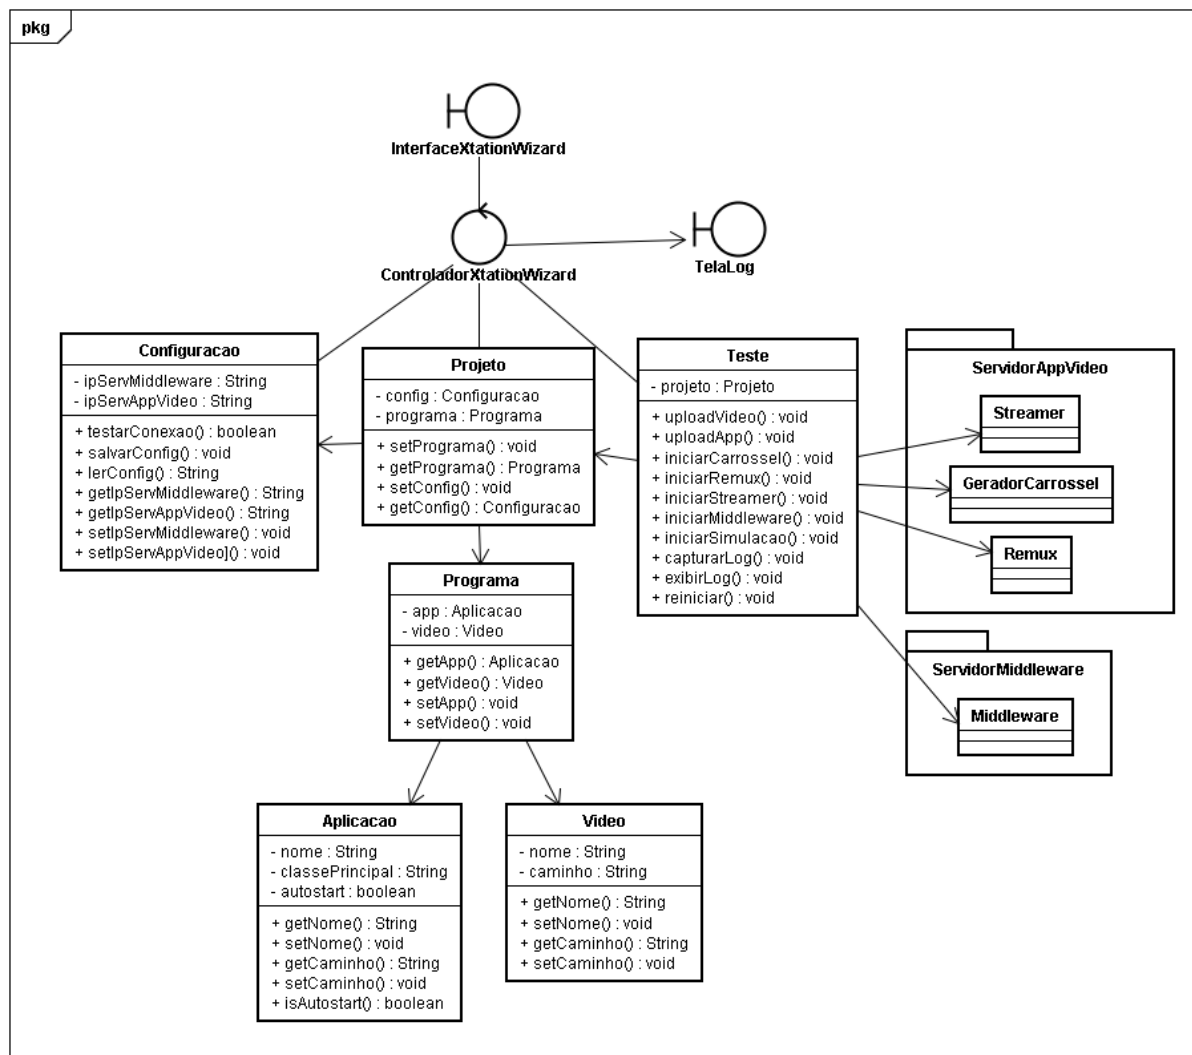 pkg
InterfaceXtationWizard
ControladorXtationWizard
TelaLog
Configuracao
- ipServMiddleware : String
- ipServAppVideo : String
+ testarConexao() : boolean
+ salvarConfig() : void
+ lerConfig() : String
+ getIpServMiddleware() : String
+ getIpServAppVideo() : String
+ setIpServMiddleware() : void
+ setIpServAppVideo]() : void
Projeto
- config : Configuracao
- programa : Programa
+ setPrograma() : void
+ getPrograma() : Programa
+ setConfig() : void
+ getConfig() : Configuracao
Teste
- projeto : Projeto
+ uploadVideo() : void
+ uploadApp() : void
+ iniciarCarrossel() : void
+ iniciarRemux() : void
+ iniciarStreamer() : void
+ iniciarMiddleware() : void
+ iniciarSimulacao() : void
+ capturarLog() : void
+ exibirLog() : void
+ reiniciar() : void
ServidorAppVideo
Streamer
GeradorCarrossel
Remux
ServidorMiddleware
Middleware
Programa
- app : Aplicacao
- video : Video
+ getApp() : Aplicacao
+ getVideo() : Video
+ setApp() : void
+ setVideo() : void
Aplicacao
- nome : String
- classePrincipal : String
- autostart : boolean
+ getNome() : String
+ setNome() : void
+ getCaminho() : String
+ setCaminho() : void
+ isAutostart() : boolean
Video
- nome : String
- caminho : String
+ getNome() : String
+ setNome() : void
+ getCaminho() : String
+ setCaminho() : void